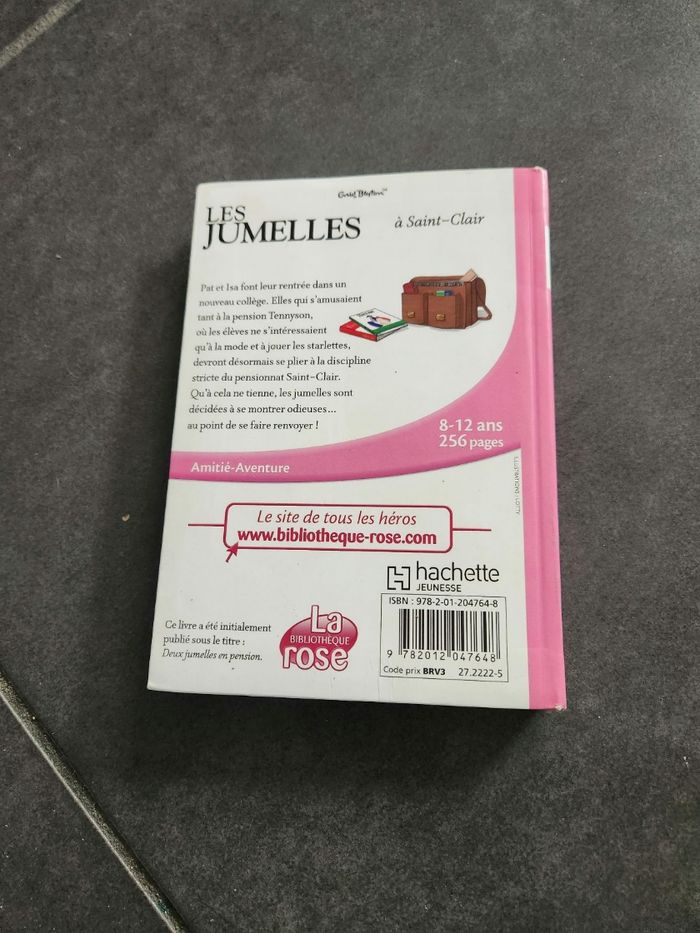 Enid Blyton™
LES
JUMELLES
à Saint-Clair
Pat et Isa font leur rentrée dans un
nouveau collège. Elles qui s'amusaient
tant à la pension Tennyson,
où les élèves ne s'intéressaient
qu'à la mode et à jouer les starlettes,
devront désormais se plier à la discipline
stricte du pensionnat Saint-Clair.
Qu'à cela ne tienne, les jumelles sont
décidées à se montrer odieuses...
au point de se faire renvoyer !
8-12 ans
256 pages
Amitié-Aventure
Le site de tous les héros
www.bibliotheque-rose.com
hachette
JEUNESSE
ISBN : 978-2-01-204764-8
9 782012 047648
Code prix BRV3 27.2222-5
Ce livre a été initialement
publié sous le titre :
Deux jumelles en pension.
La
BIBLIOTHÈQUE
rose